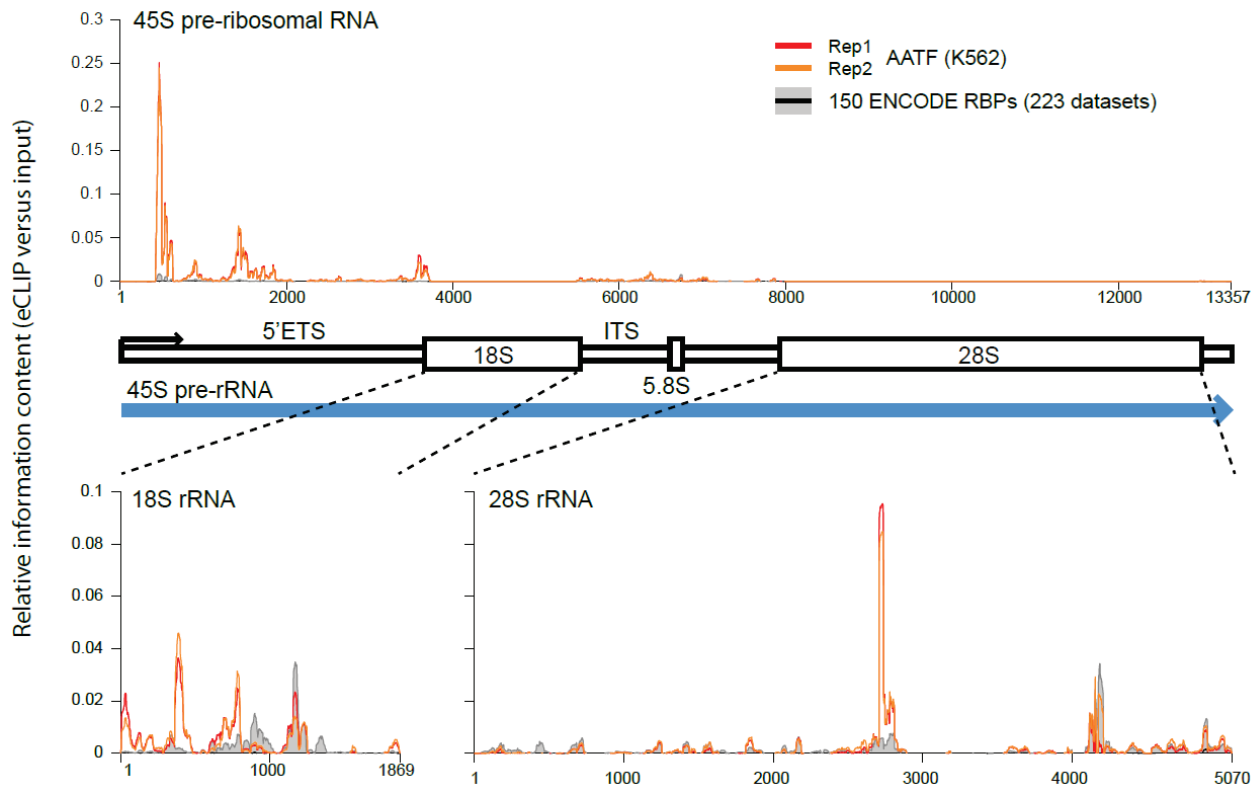 45S pre-ribosomal RNA
Rep1
Rep2
AATF (K562)
150 ENCODE RBPs (223 datasets)
Relative information content (eCLIP versus input)
0.3
0.25
0.2
0.15
0.1
0.05
0
1 2000 4000 6000 8000 10000 12000 13357
5'ETS ITS
18S 28S
5.8S
45S pre-rRNA
18S rRNA
28S rRNA
0.1
0.08
0.06
0.04
0.02
0
1 1000 1869
1 1000 2000 3000 4000 5070